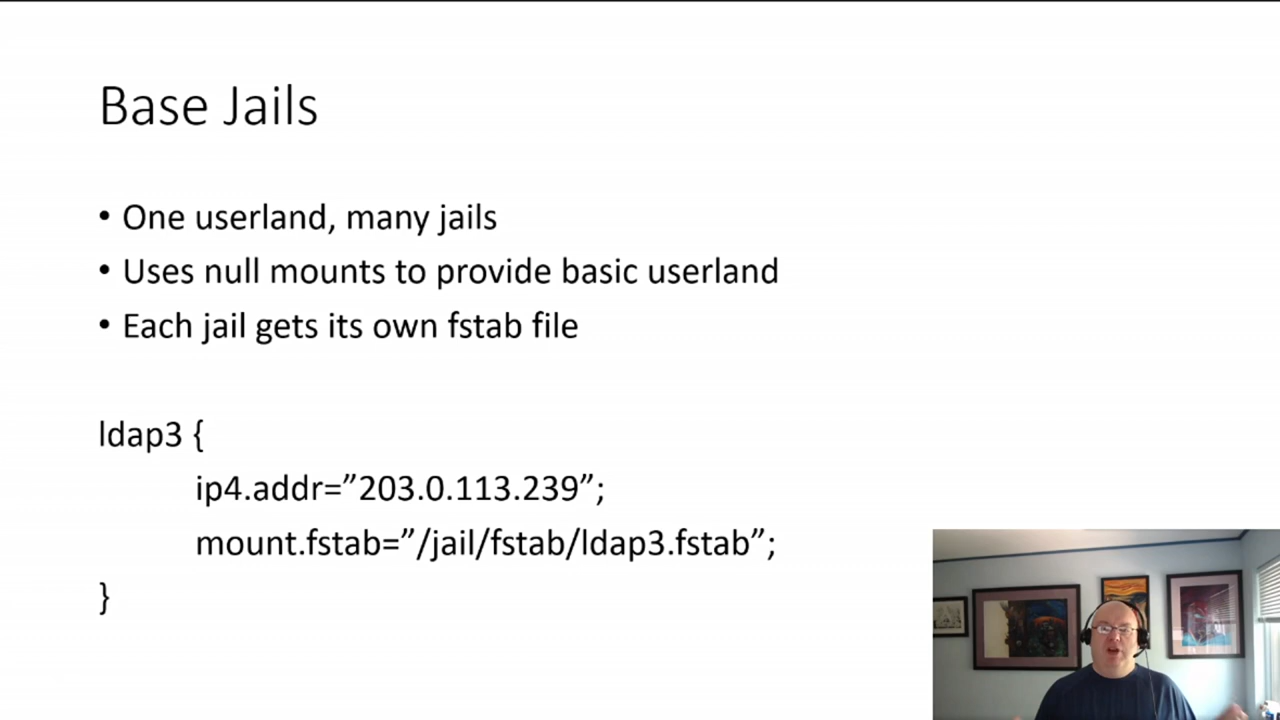 Base Jails
• One userland, many jails
• Uses null mounts to provide basic userland
• Each jail gets its own fstab file
ldap3 {
ip4.addr=”203.0.113.239”;
mount.fstab=”/jail/fstab/ldap3.fstab”;
}